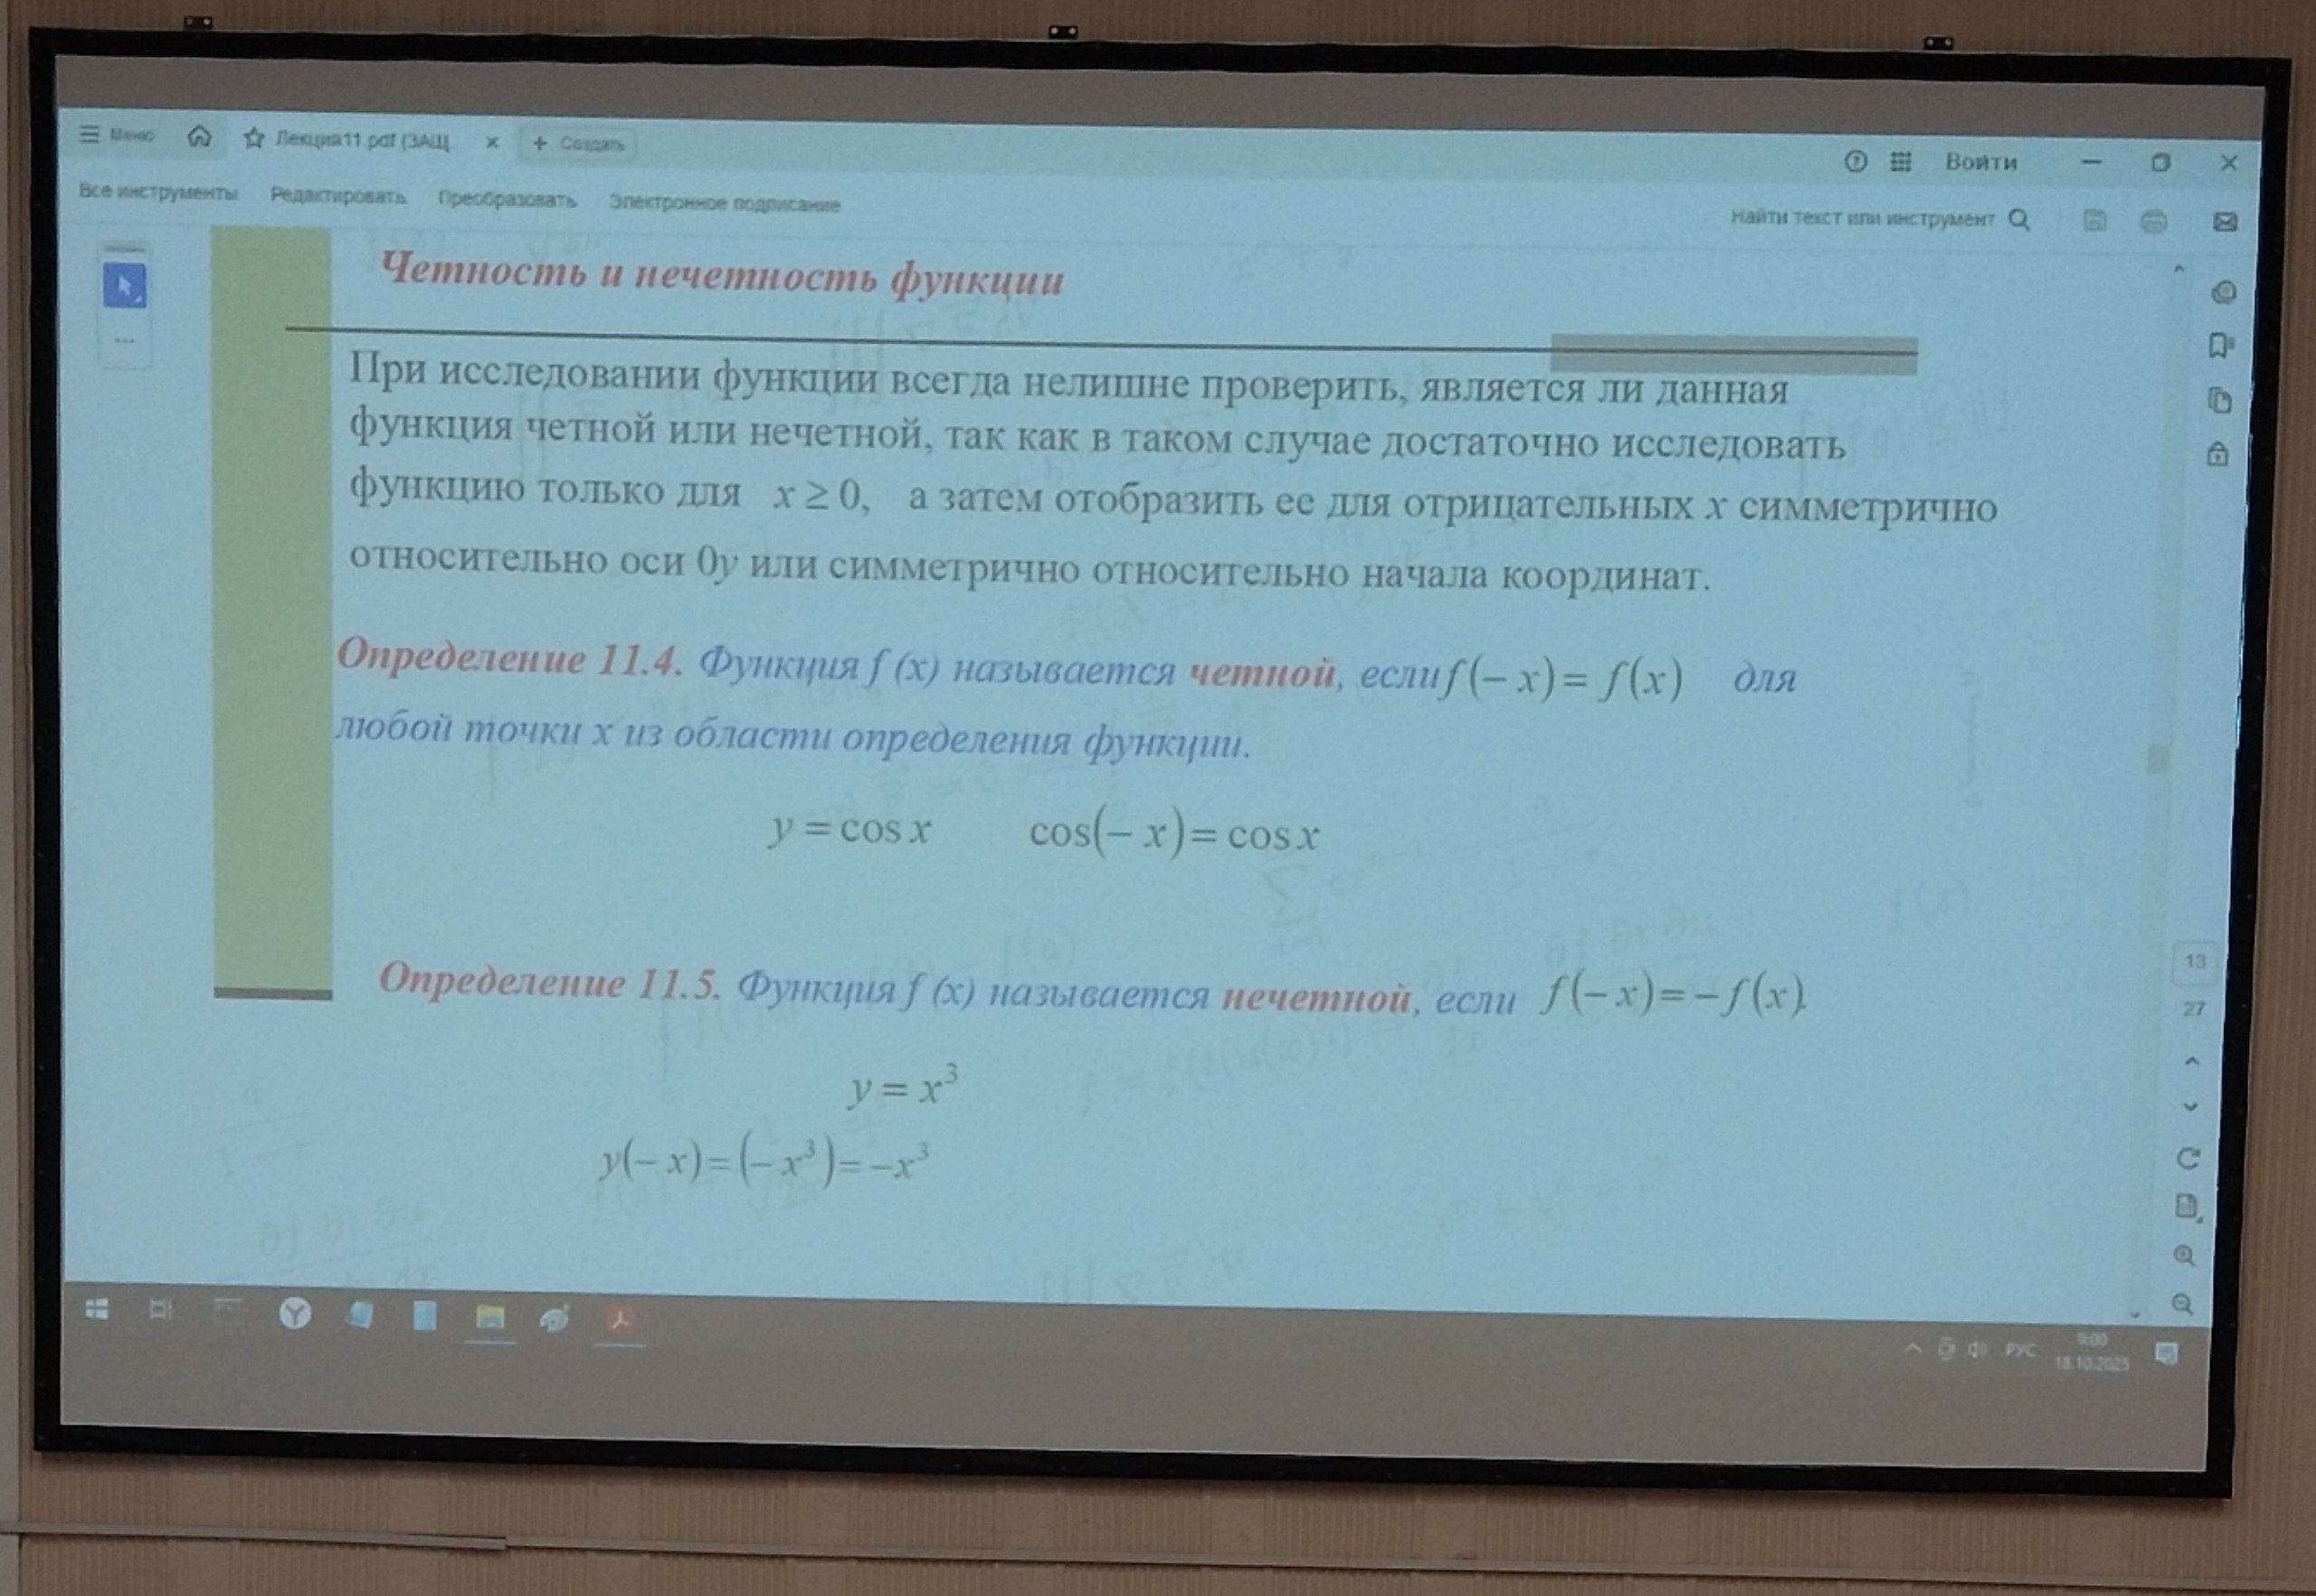 Меню
Лекция11.pdf (ЗАЩ
+ Создать
Войти
Все инструменты Редактировать Преобразовать Электронное подписание
Найти текст или инструмент
Четность и нечетность функции
При исследовании функции всегда нелишне проверить, является ли данная
функция четной или нечетной, так как в таком случае достаточно исследовать
функцию только для x ≥ 0, а затем отобразить ее для отрицательных x симметрично
относительно оси 0y или симметрично относительно начала координат.
Определение 11.4. Функция f (x) называется четной, если f(− x)= f(x) для
любой точки x из области определения функции.
y = cos x cos(− x)= cos x
Определение 11.5. Функция f (x) называется нечетной, если f(− x)= − f(x).
y = x³
y(− x)= (− x³)= −x³
13
27
РУС
9:00
18.10.2025